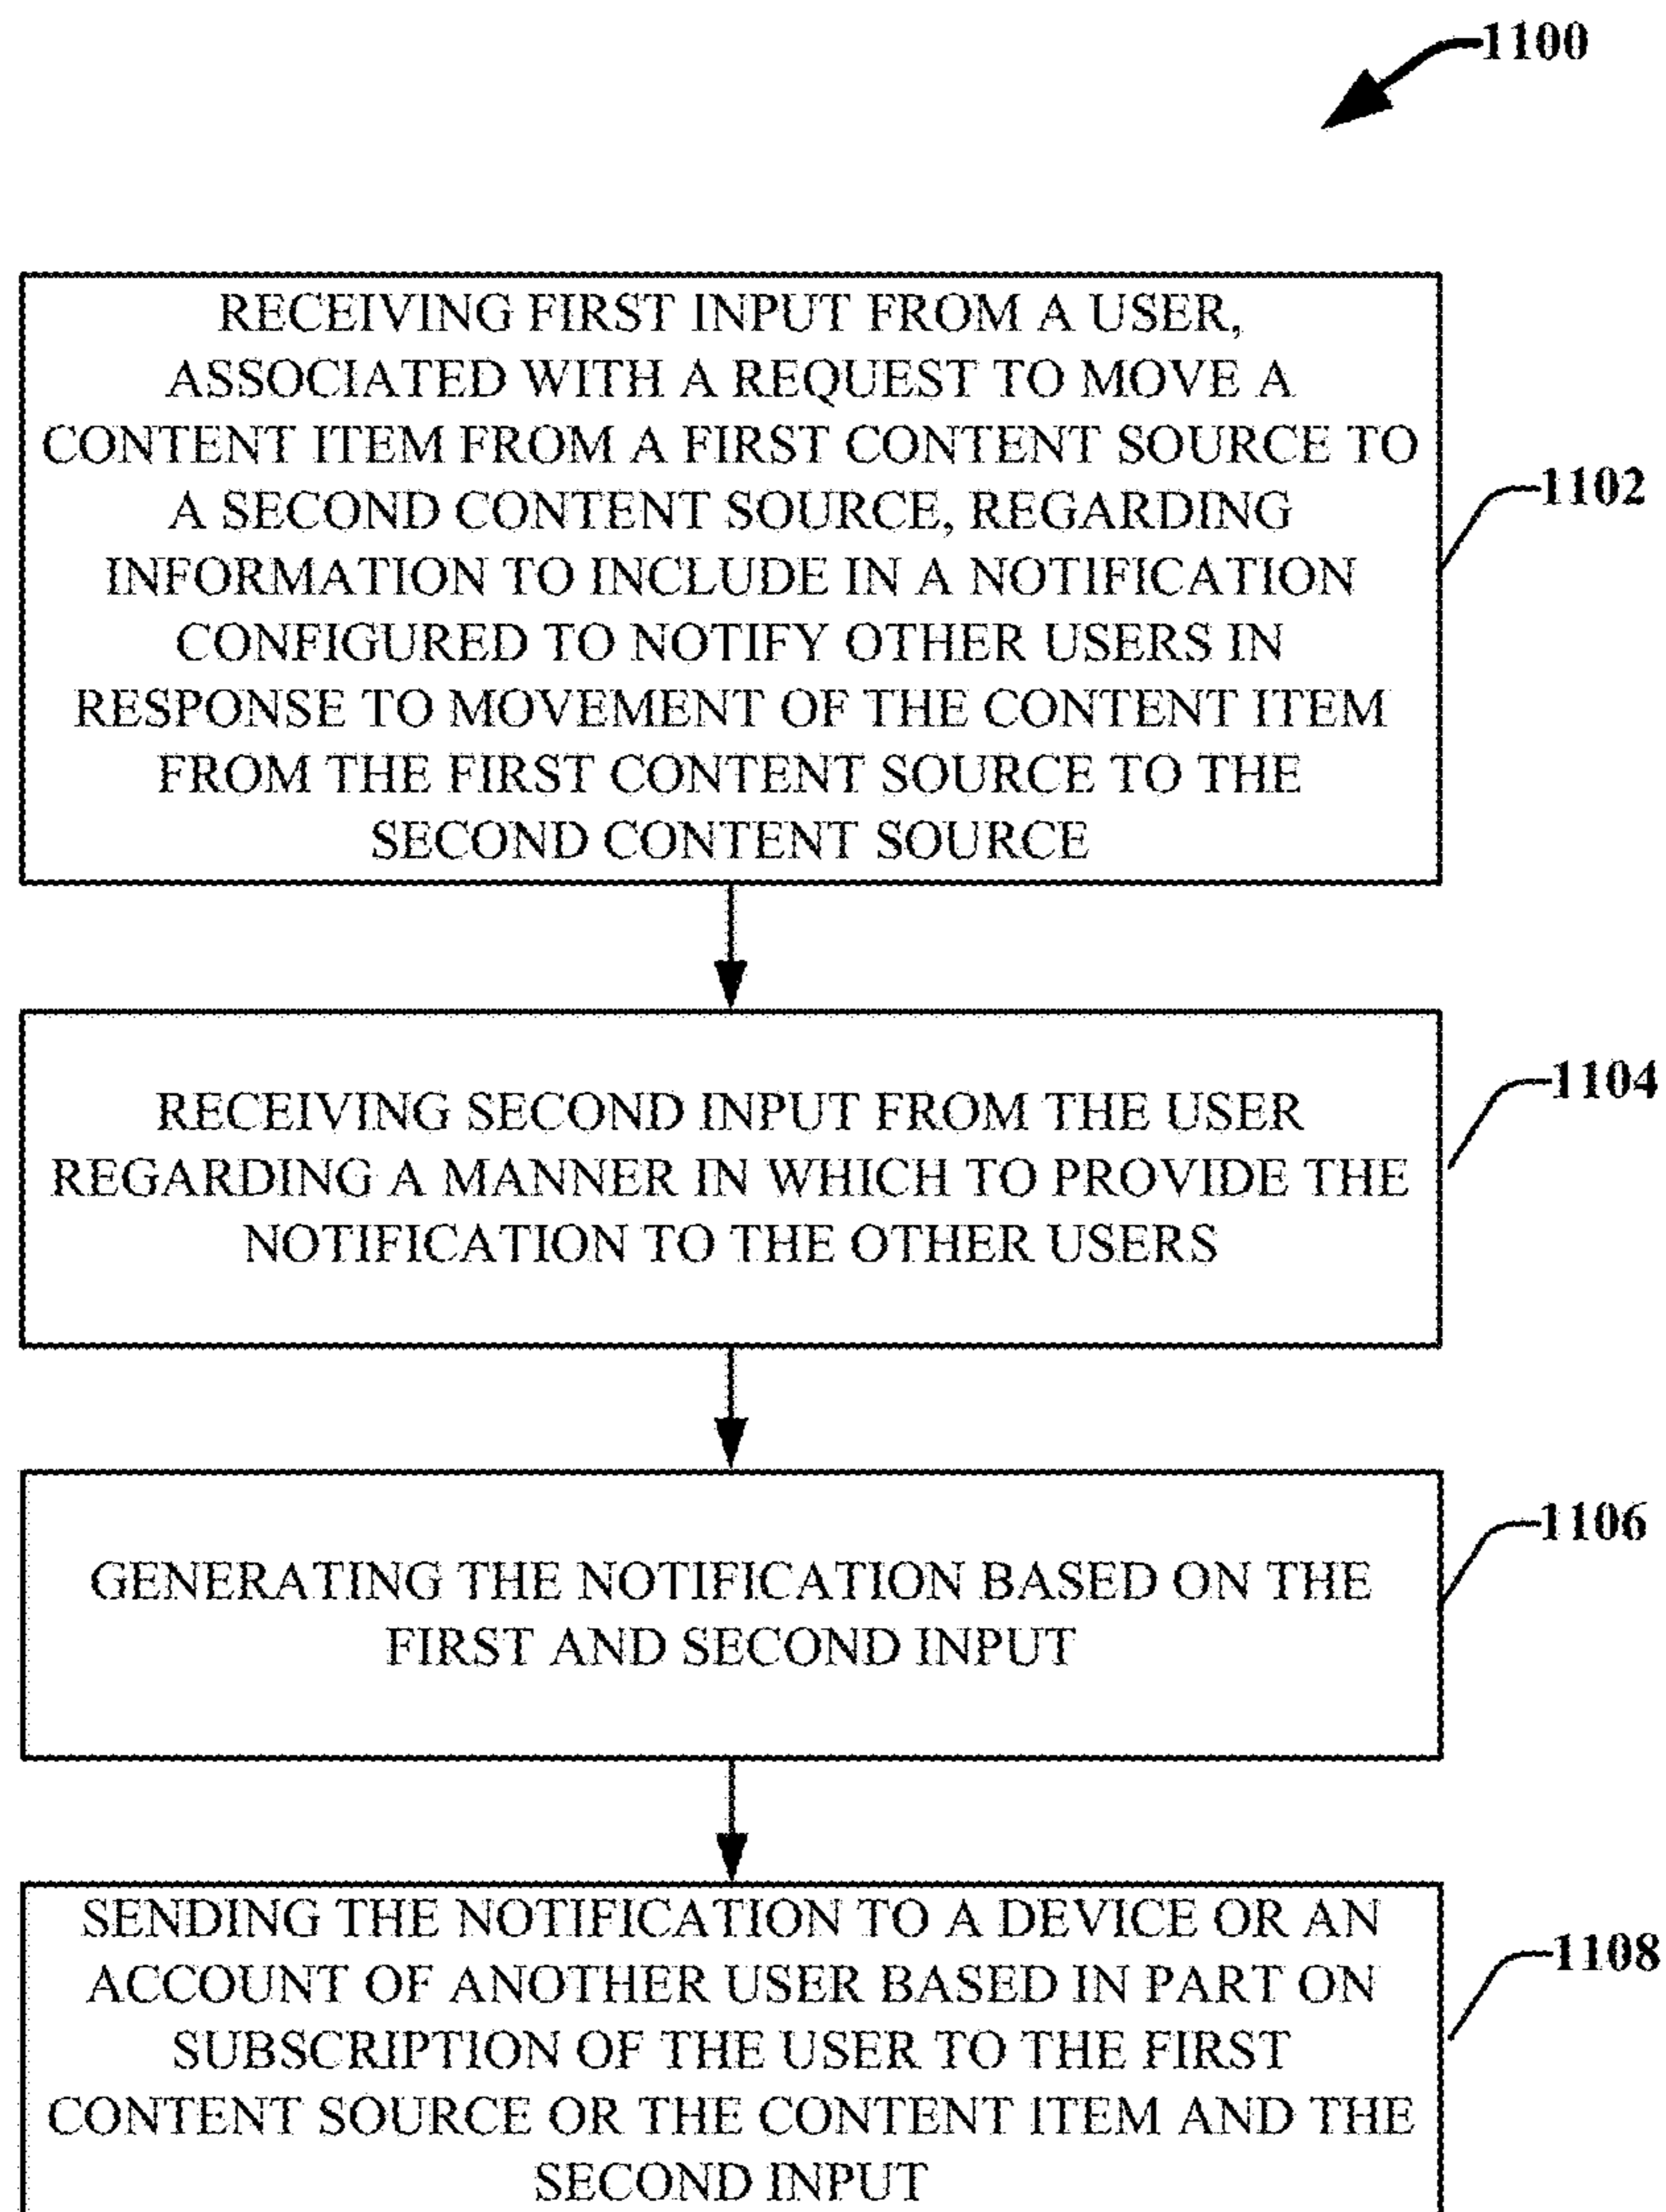 1100
RECEIVING FIRST INPUT FROM A USER,
ASSOCIATED WITH A REQUEST TO MOVE A
CONTENT ITEM FROM A FIRST CONTENT SOURCE TO
A SECOND CONTENT SOURCE, REGARDING
INFORMATION TO INCLUDE IN A NOTIFICATION
CONFIGURED TO NOTIFY OTHER USERS IN
RESPONSE TO MOVEMENT OF THE CONTENT ITEM
FROM THE FIRST CONTENT SOURCE TO THE
SECOND CONTENT SOURCE
1102
RECEIVING SECOND INPUT FROM THE USER
REGARDING A MANNER IN WHICH TO PROVIDE THE
NOTIFICATION TO THE OTHER USERS
1104
GENERATING THE NOTIFICATION BASED ON THE
FIRST AND SECOND INPUT
1106
SENDING THE NOTIFICATION TO A DEVICE OR AN
ACCOUNT OF ANOTHER USER BASED IN PART ON
SUBSCRIPTION OF THE USER TO THE FIRST
CONTENT SOURCE OR THE CONTENT ITEM AND THE
SECOND INPUT
1108